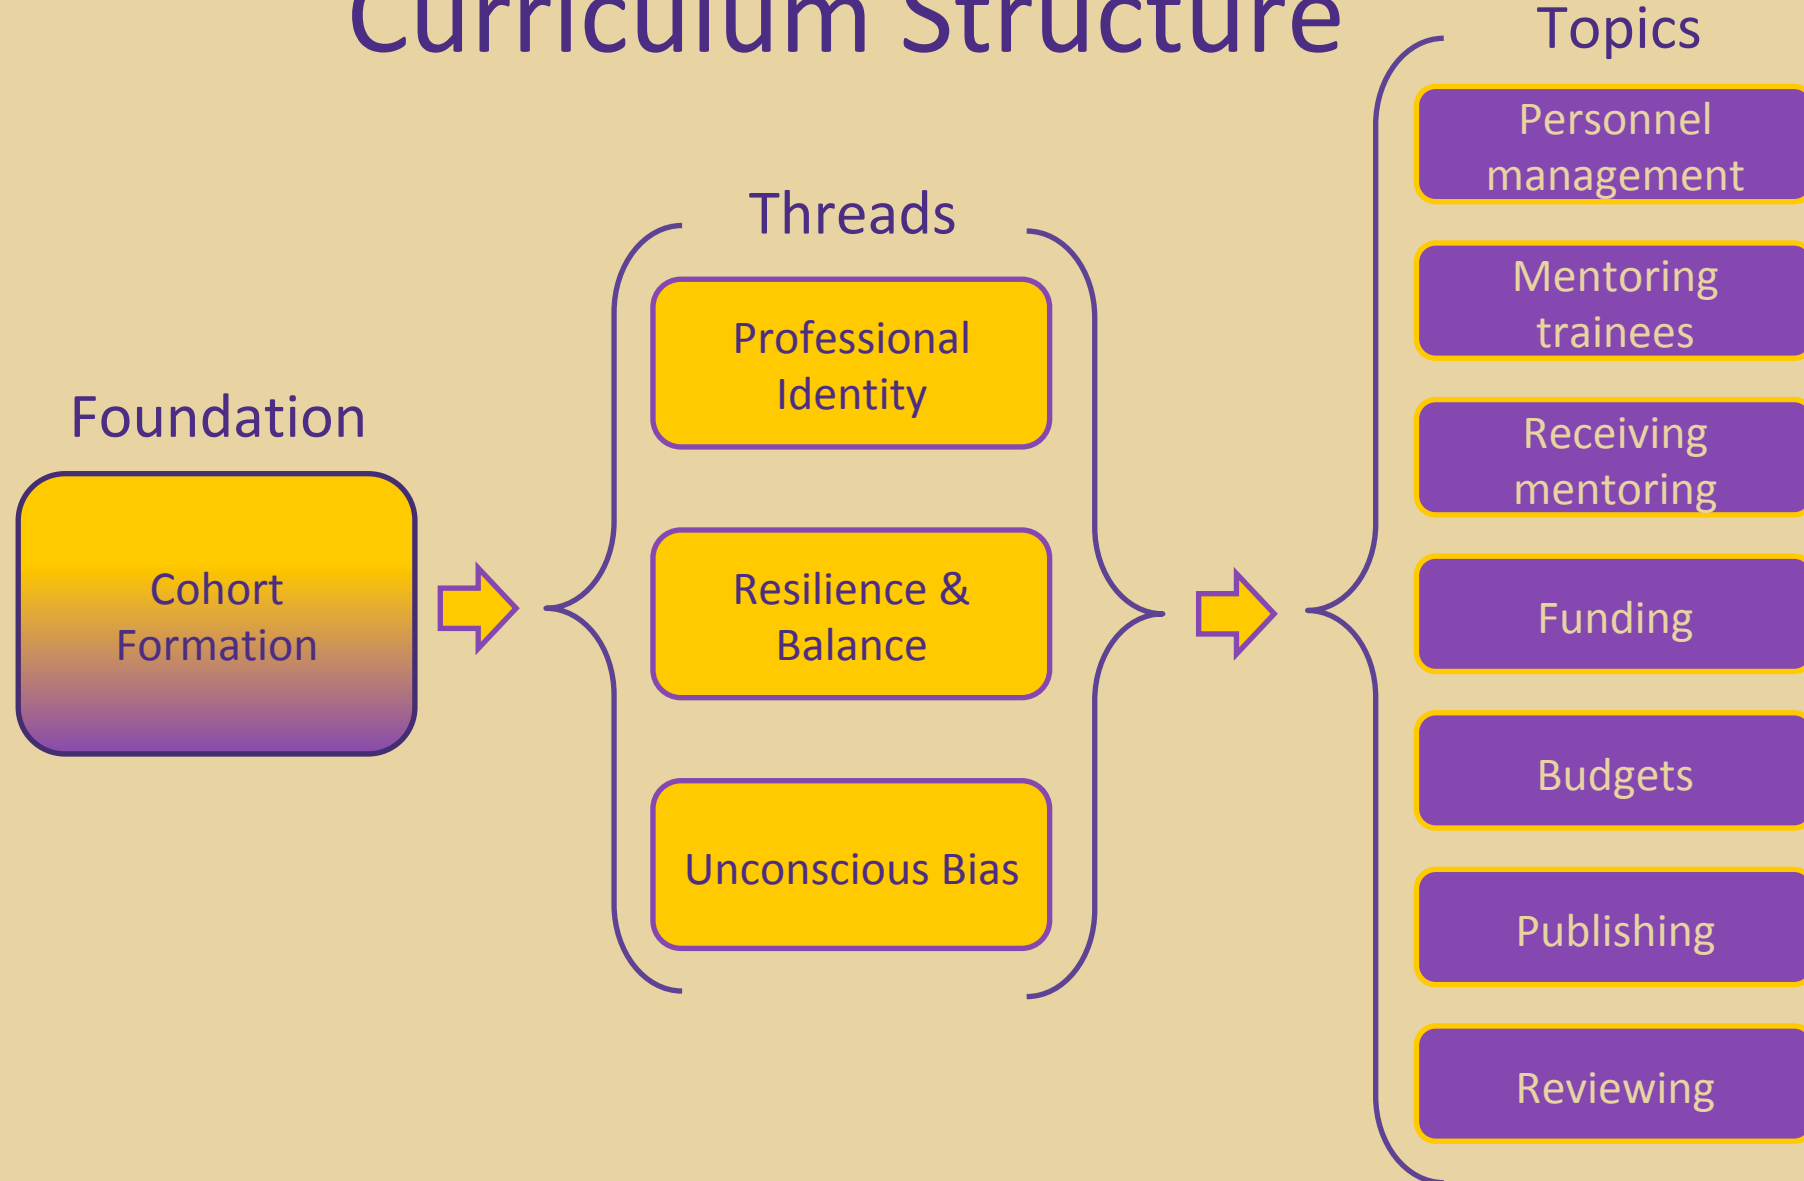 Curriculum Structure
Foundation
Cohort
Formation
Threads
Professional
Identity
Resilience &
Balance
Unconscious Bias
Topics
Personnel
management
Mentoring
trainees
Receiving
mentoring
Funding
Budgets
Publishing
Reviewing